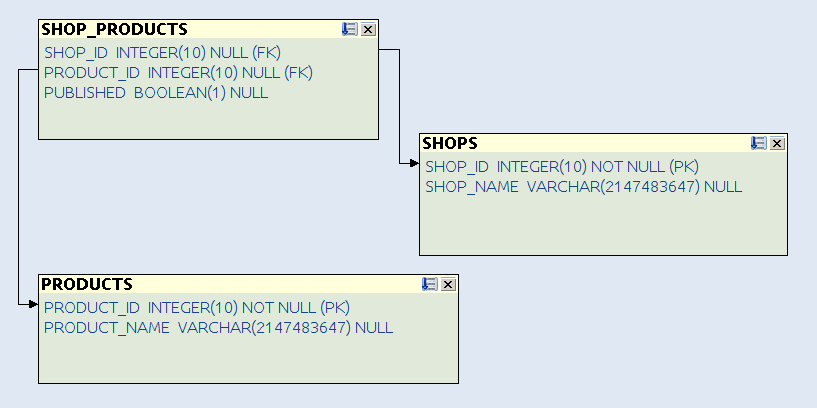 SHOP_PRODUCTS
SHOP_ID INTEGER(10) NULL (FK)
PRODUCT_ID INTEGER(10) NULL (FK)
PUBLISHED BOOLEAN(1) NULL
SHOPS
SHOP_ID INTEGER(10) NOT NULL (PK)
SHOP_NAME VARCHAR(2147483647) NULL
PRODUCTS
PRODUCT_ID INTEGER(10) NOT NULL (PK)
PRODUCT_NAME VARCHAR(2147483647) NULL